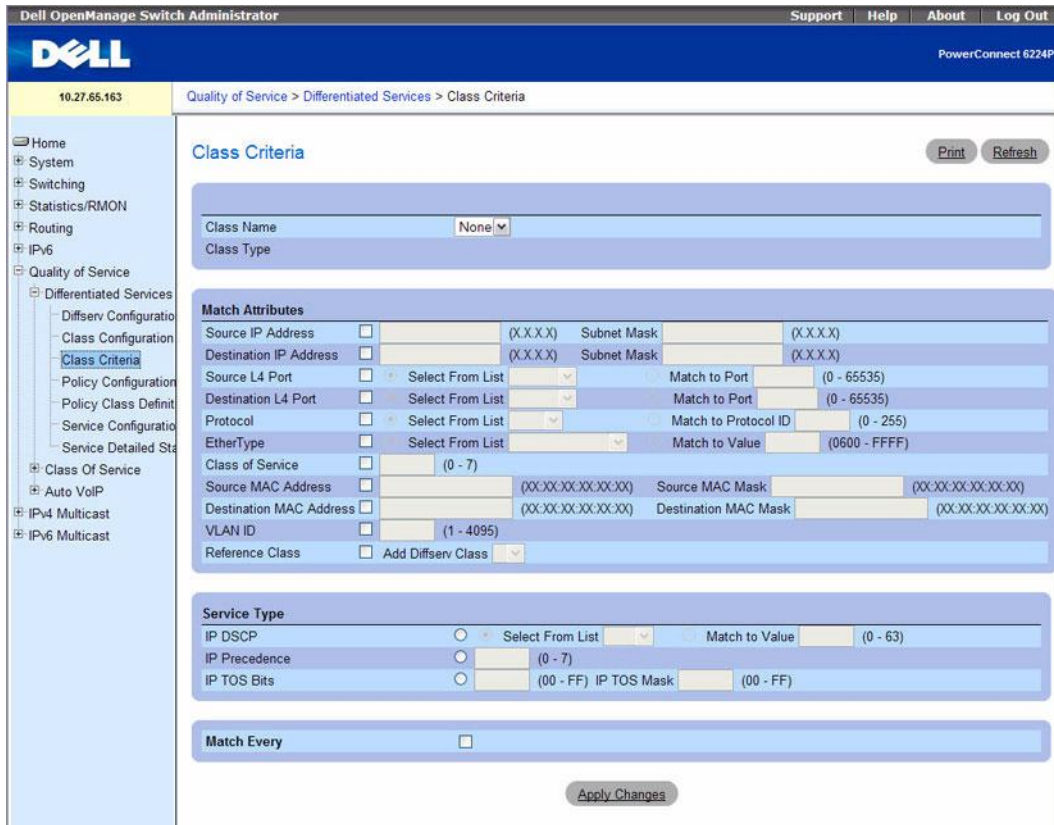 Dell OpenManage Switch Administrator
Support Help About Log Out
DELL
PowerConnect 6224P
10.27.65.163
Quality of Service > Differentiated Services > Class Criteria
Home
System
Switching
Statistics/RMON
Routing
IPv6
Quality of Service
Differentiated Services
Diffserv Configuratio
Class Configuration
Class Criteria
Policy Configuration
Policy Class Definit
Service Configuratio
Service Detailed Sta
Class Of Service
Auto VoIP
IPv4 Multicast
IPv6 Multicast
Class Criteria
Print Refresh
Class Name None
Class Type
Match Attributes
Source IP Address (X.X.X.X) Subnet Mask (X.X.X.X)
Destination IP Address (X.X.X.X) Subnet Mask (X.X.X.X)
Source L4 Port Select From List Match to Port (0 - 65535)
Destination L4 Port Select From List Match to Port (0 - 65535)
Protocol Select From List Match to Protocol ID (0 - 255)
EtherType Select From List Match to Value (0600 - FFFF)
Class of Service (0 - 7)
Source MAC Address (XX:XX:XX:XX:XX:XX) Source MAC Mask (XX:XX:XX:XX:XX:XX)
Destination MAC Address (XX:XX:XX:XX:XX:XX) Destination MAC Mask (XX:XX:XX:XX:XX:XX)
VLAN ID (1 - 4095)
Reference Class Add Diffserv Class
Service Type
IP DSCP Select From List Match to Value (0 - 63)
IP Precedence (0 - 7)
IP TOS Bits (00 - FF) IP TOS Mask (00 - FF)
Match Every
Apply Changes